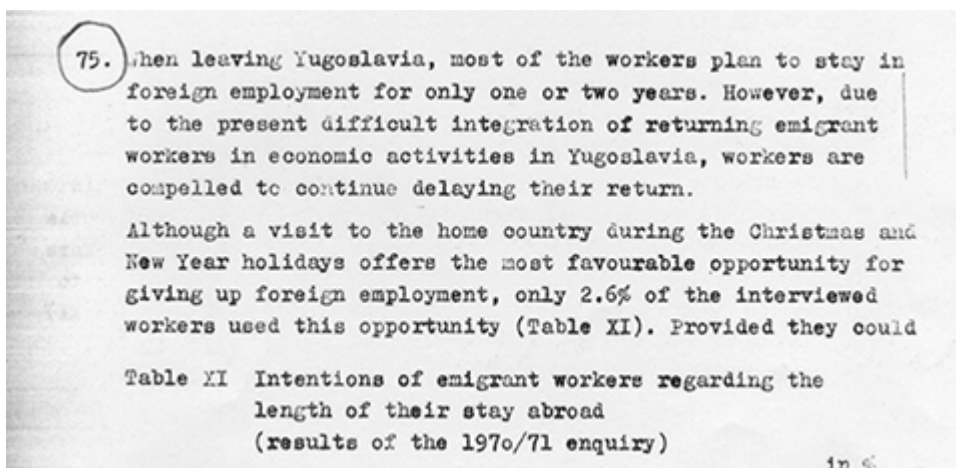 75. When leaving Yugoslavia, most of the workers plan to stay in
foreign employment for only one or two years. However, due
to the present difficult integration of returning emigrant
workers in economic activities in Yugoslavia, workers are
compelled to continue delaying their return.
Although a visit to the home country during the Christmas and
New Year holidays offers the most favourable opportunity for
giving up foreign employment, only 2.6% of the interviewed
workers used this opportunity (Table XI). Provided they could
Table XI Intentions of emigrant workers regarding the
length of their stay abroad
(results of the 197o/71 enquiry)
in %